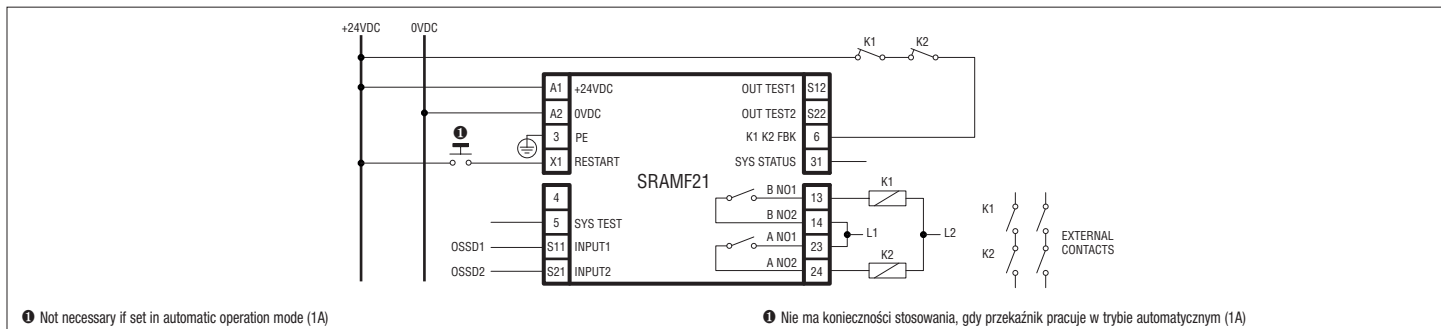 +24VDC 0VDC
K1 K2
A1 +24VDC OUT TEST1 S12
A2 0VDC OUT TEST2 S22
❶ 3 PE K1 K2 FBK 6
X1 RESTART SYS STATUS 31
SRAMF21
4 B NO1 13 K1
5 SYS TEST B NO2 14
OSSD1 S11 INPUT1 A NO1 23
L1 L2
OSSD2 S21 INPUT2 A NO2 24 K2
K1
K2
EXTERNAL
CONTACTS
❶ Not necessary if set in automatic operation mode (1A)
❶ Nie ma konieczności stosowania, gdy przekaźnik pracuje w trybie automatycznym (1A)